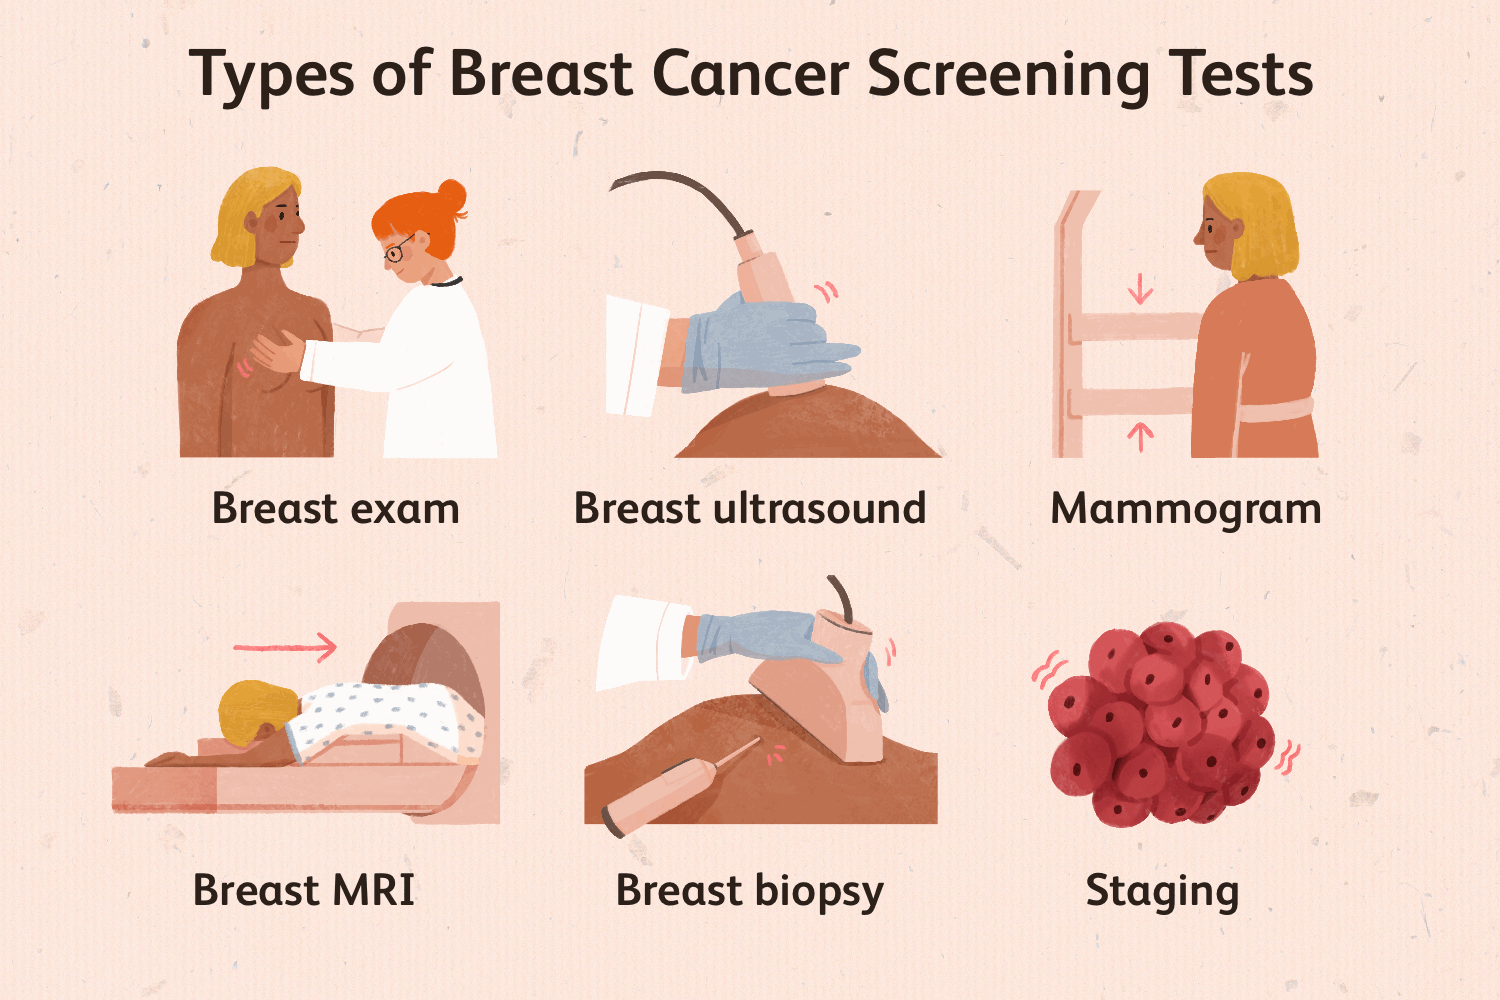 Types of Breast Cancer Screening Tests
Breast exam
Breast ultrasound
Mammogram
Breast MRI
Breast biopsy
Staging